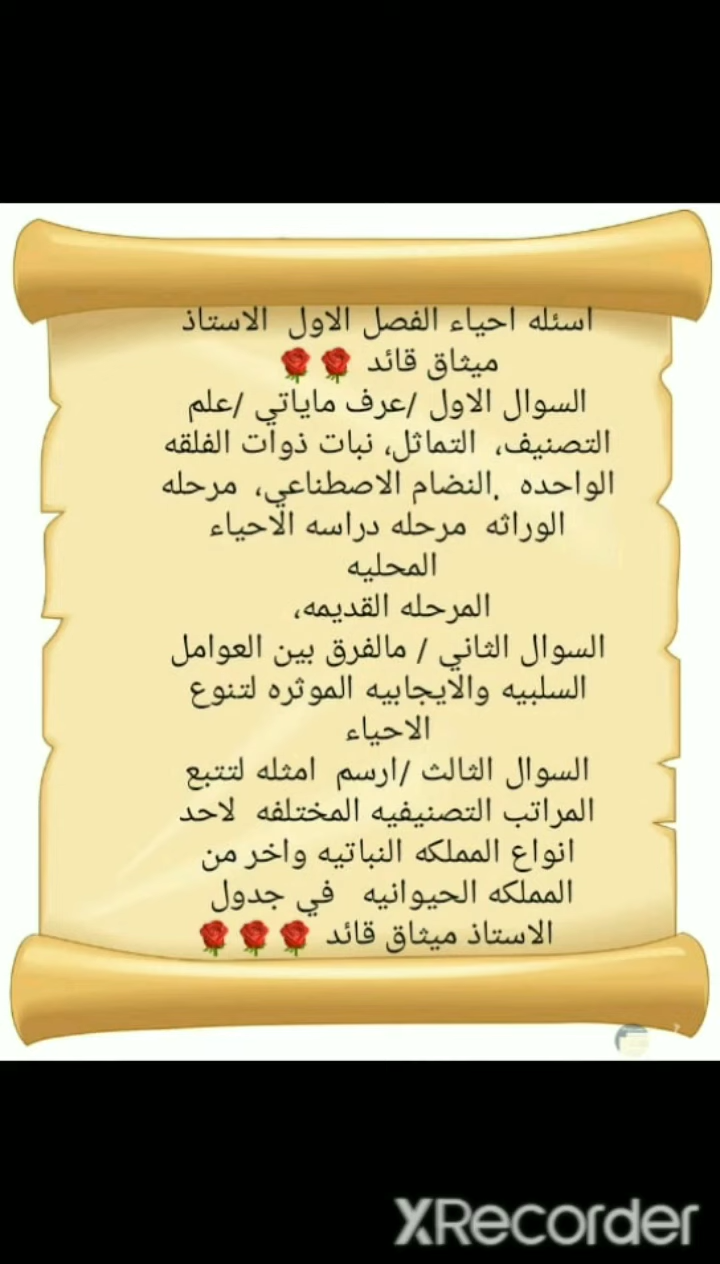 اسئله احياء الفصل الاول الاستاذ
ميثاق قائد 🌹🌹
السوال الاول /عرف ماياتي /علم
التصنيف، التماثل، نبات ذوات الفلقه
الواحده .النضام الاصطناعي، مرحله
الوراثه مرحله دراسه الاحياء
المحليه
المرحله القديمه،
السوال الثاني / مالفرق بين العوامل
السلبيه والايجابيه الموثره لتنوع
الاحياء
السوال الثالث /ارسم امثله لتتبع
المراتب التصنيفيه المختلفه لاحد
انواع المملكه النباتيه واخر من
المملكه الحيوانيه في جدول
الاستاذ ميثاق قائد 🌹🌹🌹
XRecorder